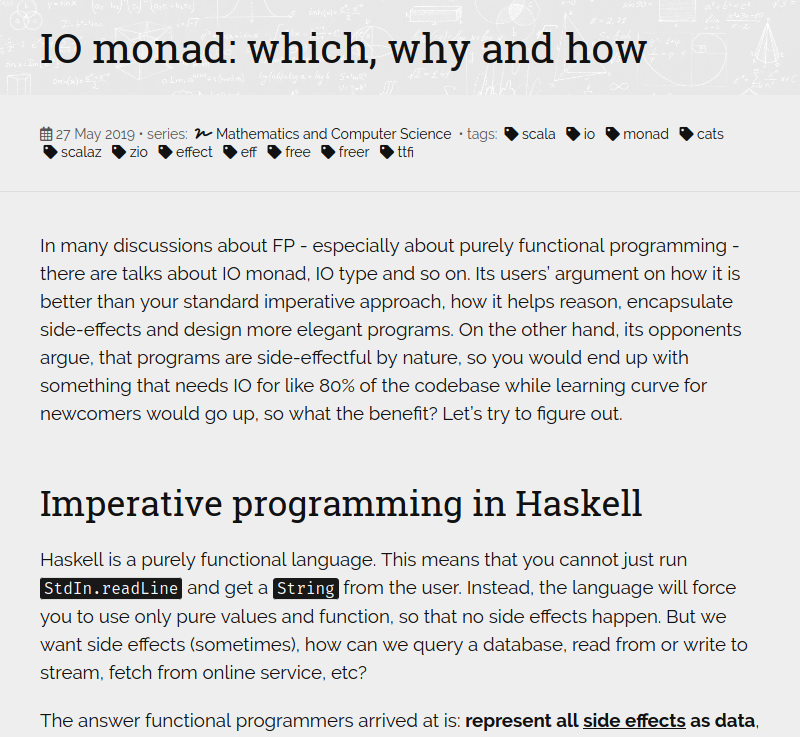 IO monad: which, why and how
27 May 2019 • series: Mathematics and Computer Science • tags: scala io monad cats
scalaz zio effect eff free freer ttfi
In many discussions about FP - especially about purely functional programming -
there are talks about IO monad, IO type and so on. Its users’ argument on how it is
better than your standard imperative approach, how it helps reason, encapsulate
side-effects and design more elegant programs. On the other hand, its opponents
argue, that programs are side-effectful by nature, so you would end up with
something that needs IO for like 80% of the codebase while learning curve for
newcomers would go up, so what the benefit? Let’s try to figure out.
Imperative programming in Haskell
Haskell is a purely functional language. This means that you cannot just run
StdIn.readLine and get a String from the user. Instead, the language will force
you to use only pure values and function, so that no side effects happen. But we
want side effects (sometimes), how can we query a database, read from or write to
stream, fetch from online service, etc?
The answer functional programmers arrived at is: represent all side effects as data,